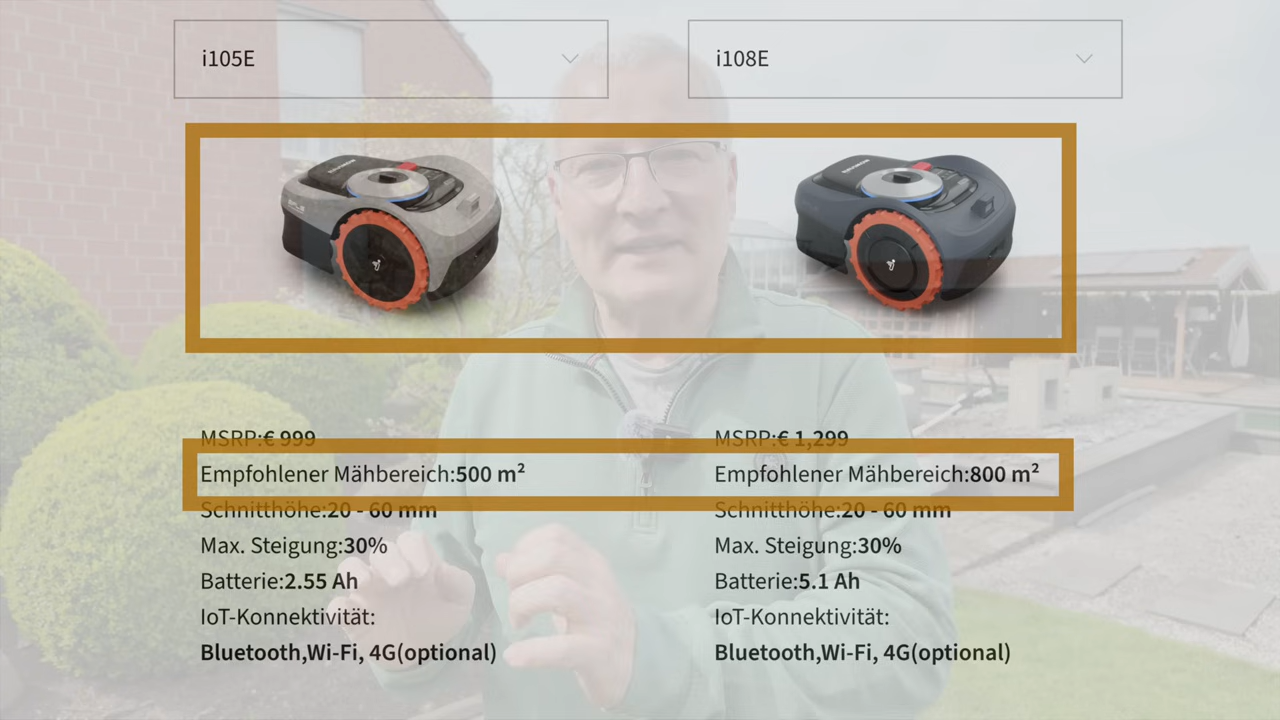 i105E
i108E
MSRP:€ 999
Empfohlener Mähbereich:500 m²
Schnitthöhe:20 - 60 mm
Max. Steigung:30%
Batterie:2.55 Ah
IoT-Konnektivität:
Bluetooth,Wi-Fi, 4G(optional)
MSRP:€ 1,299
Empfohlener Mähbereich:800 m²
Schnitthöhe:20 - 60 mm
Max. Steigung:30%
Batterie:5.1 Ah
IoT-Konnektivität:
Bluetooth,Wi-Fi, 4G(optional)